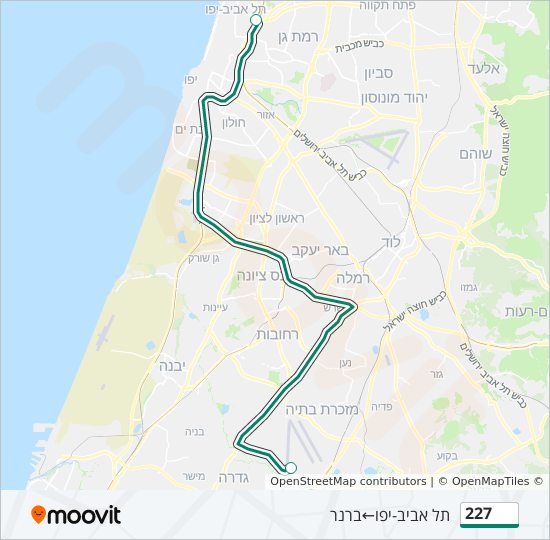 תל אביב-יפו
פתח תקווה
רמת גן
כביש מכבית
אלעד
יפו
סביון
יהוד מונוסון
כביש חוצה ישראל
אזור
חולון
בת ים
כביש תל אביב-ירושלים
שוהם
ראשון לציון
באר יעקב
לוד
גן שורק
נס ציונה
רמלה
גמזו
עיינות
כביש חוצה ישראל
ם-רעות
רחובות
נען
כביש תל אביב ירושלים
יבנה
גזר
מזכרת בתיה
פדיה
בניה
בקוע
מישר
גדרה
OpenStreetMap contributors | © OpenMapTiles ©
moovit
תל אביב-יפו←ברנר
227